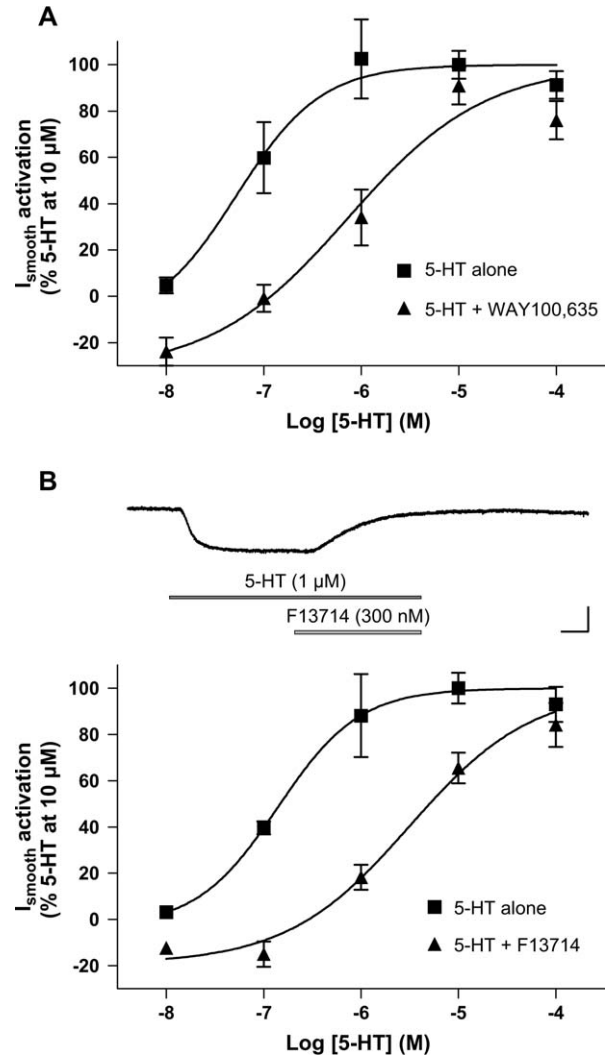 A
I_smooth activation
(% 5-HT at 10 µM)
100
80
60
40
20
0
-20
5-HT alone
5-HT + WAY100,635
-8
-7
-6
-5
-4
Log [5-HT] (M)
B
5-HT (1 µM)
F13714 (300 nM)
I_smooth activation
(% 5-HT at 10 µM)
100
80
60
40
20
0
-20
5-HT alone
5-HT + F13714
-8
-7
-6
-5
-4
Log [5-HT] (M)